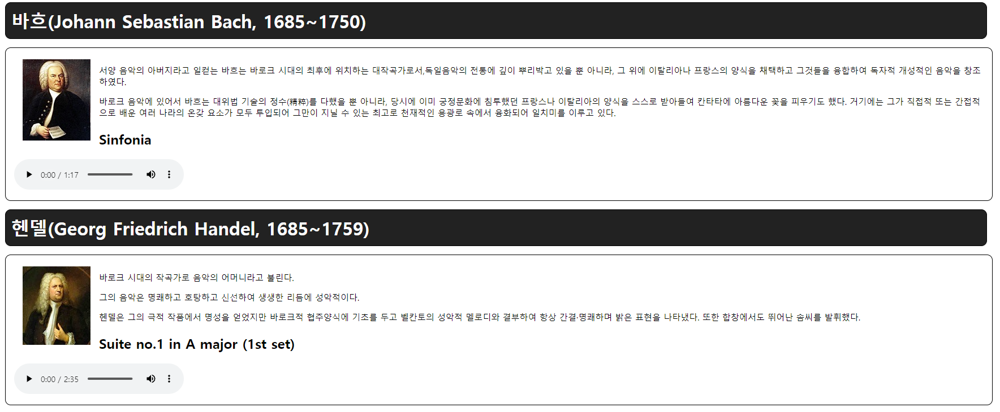 바흐(Johann Sebastian Bach, 1685~1750)
서양 음악의 아버지라고 일컫는 바흐는 바로크 시대의 최후에 위치하는 대작곡가로서,독일음악의 전통에 깊이 뿌리박고 있을 뿐 아니라, 그 위에 이탈리아나 프랑스의 양식을 채택하고 그것들을 융합하여 독자적 개성적인 음악을 창조
하였다.
바로크 음악에 있어서 바흐는 대위법 기술의 정수(精粹)를 다했을 뿐 아니라, 당시에 이미 궁정문화에 침투했던 프랑스나 이탈리아의 양식을 스스로 받아들여 칸타타에 아름다운 꽃을 피우기도 했다. 거기에는 그가 직접적 또는 간접적
으로 배운 여러 나라의 온갖 요소가 모두 투입되어 그만이 지닐 수 있는 최고로 천재적인 용광로 속에서 융화되어 일치미를 이루고 있다.
Sinfonia
0:00 / 1:17
헨델(Georg Friedrich Handel, 1685~1759)
바로크 시대의 작곡가로 음악의 어머니라고 불린다.
그의 음악은 명쾌하고 호탕하고 신선하여 생생한 리듬에 성악적이다.
헨델은 그의 극적 작품에서 명성을 얻었지만 바로크적 협주양식에 기초를 두고 벨칸토의 성악적 멜로디와 결부하여 항상 간결·명쾌하며 밝은 표현을 나타냈다. 또한 합창에서도 뛰어난 솜씨를 발휘했다.
Suite no.1 in A major (1st set)
0:00 / 2:35